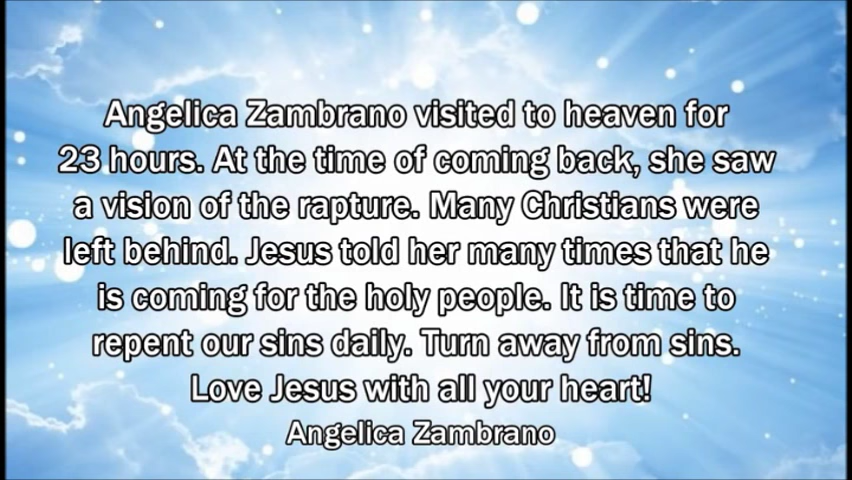 Angelica Zambrano visited to heaven for
23 hours. At the time of coming back, she saw
a vision of the rapture. Many Christians were
left behind. Jesus told her many times that he
is coming for the holy people. It is time to
repent our sins daily. Turn away from sins.
Love Jesus with all your heart!
Angelica Zambrano